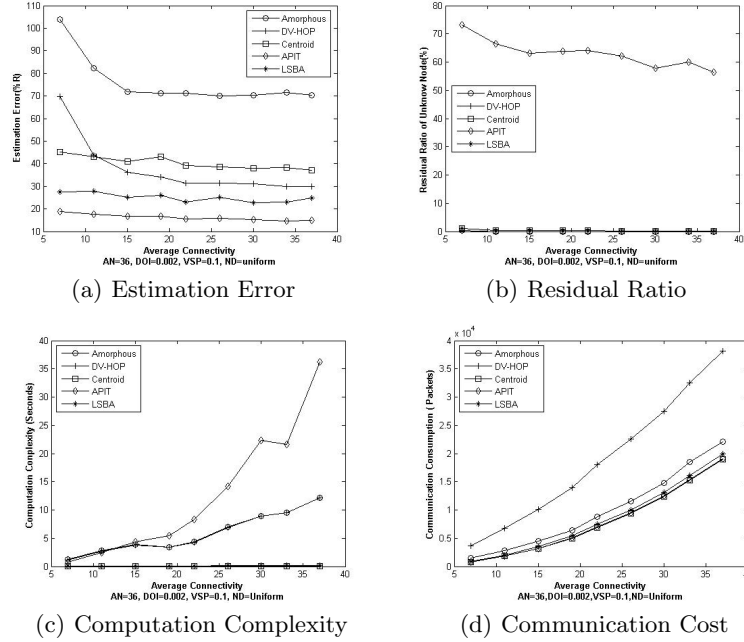 110
100
90
80
70
60
50
40
30
20
10
Estimation Error(%R)
Amorphous
DV-HOP
Centroid
APIT
LSBA
5 10 15 20 25 30 35 40
Average Connectivity
AN=36, DOI=0.002, VSP=0.1, ND=uniform
(a) Estimation Error
80
70
60
50
40
30
20
10
0
Residual Ratio of Unknow Node(%)
Amorphous
DV-HOP
Centroid
APIT
LSBA
5 10 15 20 25 30 35 40
Average Connectivity
AN=36, DOI=0.002, VSP=0.1, ND=uniform
(b) Residual Ratio
40
35
30
25
20
15
10
5
0
Computation Complexity (Seconds)
Amorphous
DV-HOP
Centroid
APIT
LSBA
5 10 15 20 25 30 35 40
Average Connectivity
AN=36, DOI=0.002, VSP=0.1, ND=Uniform
(c) Computation Complexity
x 10^4
4
3.5
3
2.5
2
1.5
1
0.5
0
Communication Consumption ( Packets)
Amorphous
DV-HOP
Centroid
APIT
LSBA
5 10 15 20 25 30 35
Average Connectivity
AN=36,DOI=0.002,VSP=0.1,ND=Uniform
(d) Communication Cost